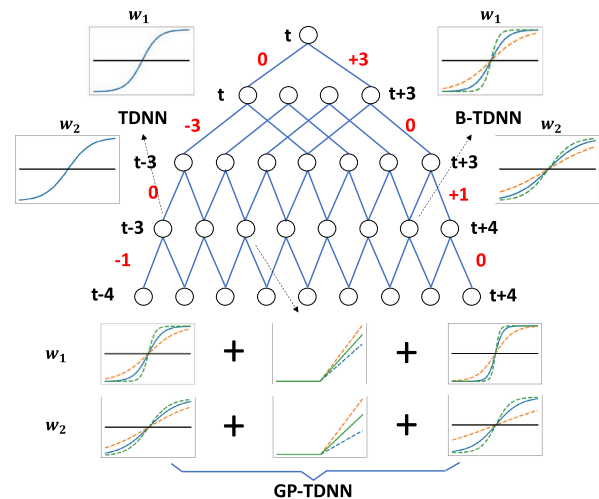 w₁ t w₁
0 +3
t t+3
TDNN B-TDNN
-3 0
w₂ w₂
t-3 t+3
0 +1
t-3 t+4
-1 0
t-4 t+4
w₁ + +
w₂ + +
GP-TDNN